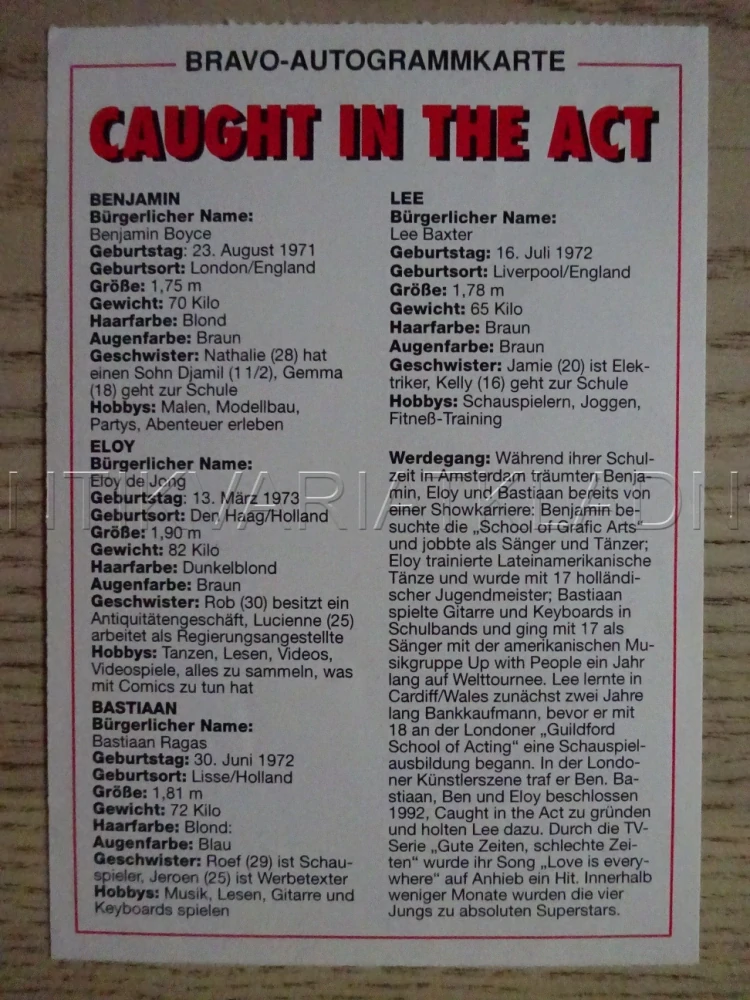 BRAVO-AUTOGRAMMKARTE
CAUGHT IN THE ACT
BENJAMIN
Bürgerlicher Name:
Benjamin Boyce
Geburtstag: 23. August 1971
Geburtsort: London/England
Größe: 1,75 m
Gewicht: 70 Kilo
Haarfarbe: Blond
Augenfarbe: Braun
Geschwister: Nathalie (28) hat
einen Sohn Djamil (1 1/2), Gemma
(18) geht zur Schule
Hobbys: Malen, Modellbau,
Partys, Abenteuer erleben
ELOY
Bürgerlicher Name:
Eloy de Jong
Geburtstag: 13. März 1973
Geburtsort: Den Haag/Holland
Größe: 1,90 m
Gewicht: 82 Kilo
Haarfarbe: Dunkelblond
Augenfarbe: Braun
Geschwister: Rob (30) besitzt ein
Antiquitätengeschäft, Lucienne (25)
arbeitet als Regierungsangestellte
Hobbys: Tanzen, Lesen, Videos,
Videospiele, alles zu sammeln, was
mit Comics zu tun hat
BASTIAAN
Bürgerlicher Name:
Bastiaan Ragas
Geburtstag: 30. Juni 1972
Geburtsort: Lisse/Holland
Größe: 1,81 m
Gewicht: 72 Kilo
Haarfarbe: Blond:
Augenfarbe: Blau
Geschwister: Roef (29) ist Schau-
spieler, Jeroen (25) ist Werbetexter
Hobbys: Musik, Lesen, Gitarre und
Keyboards spielen
LEE
Bürgerlicher Name:
Lee Baxter
Geburtstag: 16. Juli 1972
Geburtsort: Liverpool/England
Größe: 1,78 m
Gewicht: 65 Kilo
Haarfarbe: Braun
Augenfarbe: Braun
Geschwister: Jamie (20) ist Elek-
triker, Kelly (16) geht zur Schule
Hobbys: Schauspielern, Joggen,
Fitneß-Training
Werdegang: Während ihrer Schul-
zeit in Amsterdam träumten Benja-
min, Eloy und Bastiaan bereits von
einer Showkarriere: Benjamin be-
suchte die „School of Grafic Arts"
und jobbte als Sänger und Tänzer;
Eloy trainierte Lateinamerikanische
Tänze und wurde mit 17 holländi-
scher Jugendmeister; Bastiaan
spielte Gitarre und Keyboards in
Schulbands und ging mit 17 als
Sänger mit der amerikanischen Mu-
sikgruppe Up with People ein Jahr
lang auf Welttournee. Lee lernte in
Cardiff/Wales zunächst zwei Jahre
lang Bankkaufmann, bevor er mit
18 an der Londoner „Guildford
School of Acting" eine Schauspiel-
ausbildung begann. In der Londo-
ner Künstlerszene traf er Ben. Ba-
stiaan, Ben und Eloy beschlossen
1992, Caught in the Act zu gründen
und holten Lee dazu. Durch die TV-
Serie „Gute Zeiten, schlechte Zei-
ten" wurde ihr Song „Love is every-
where" auf Anhieb ein Hit. Innerhalb
weniger Monate wurden die vier
Jungs zu absoluten Superstars.